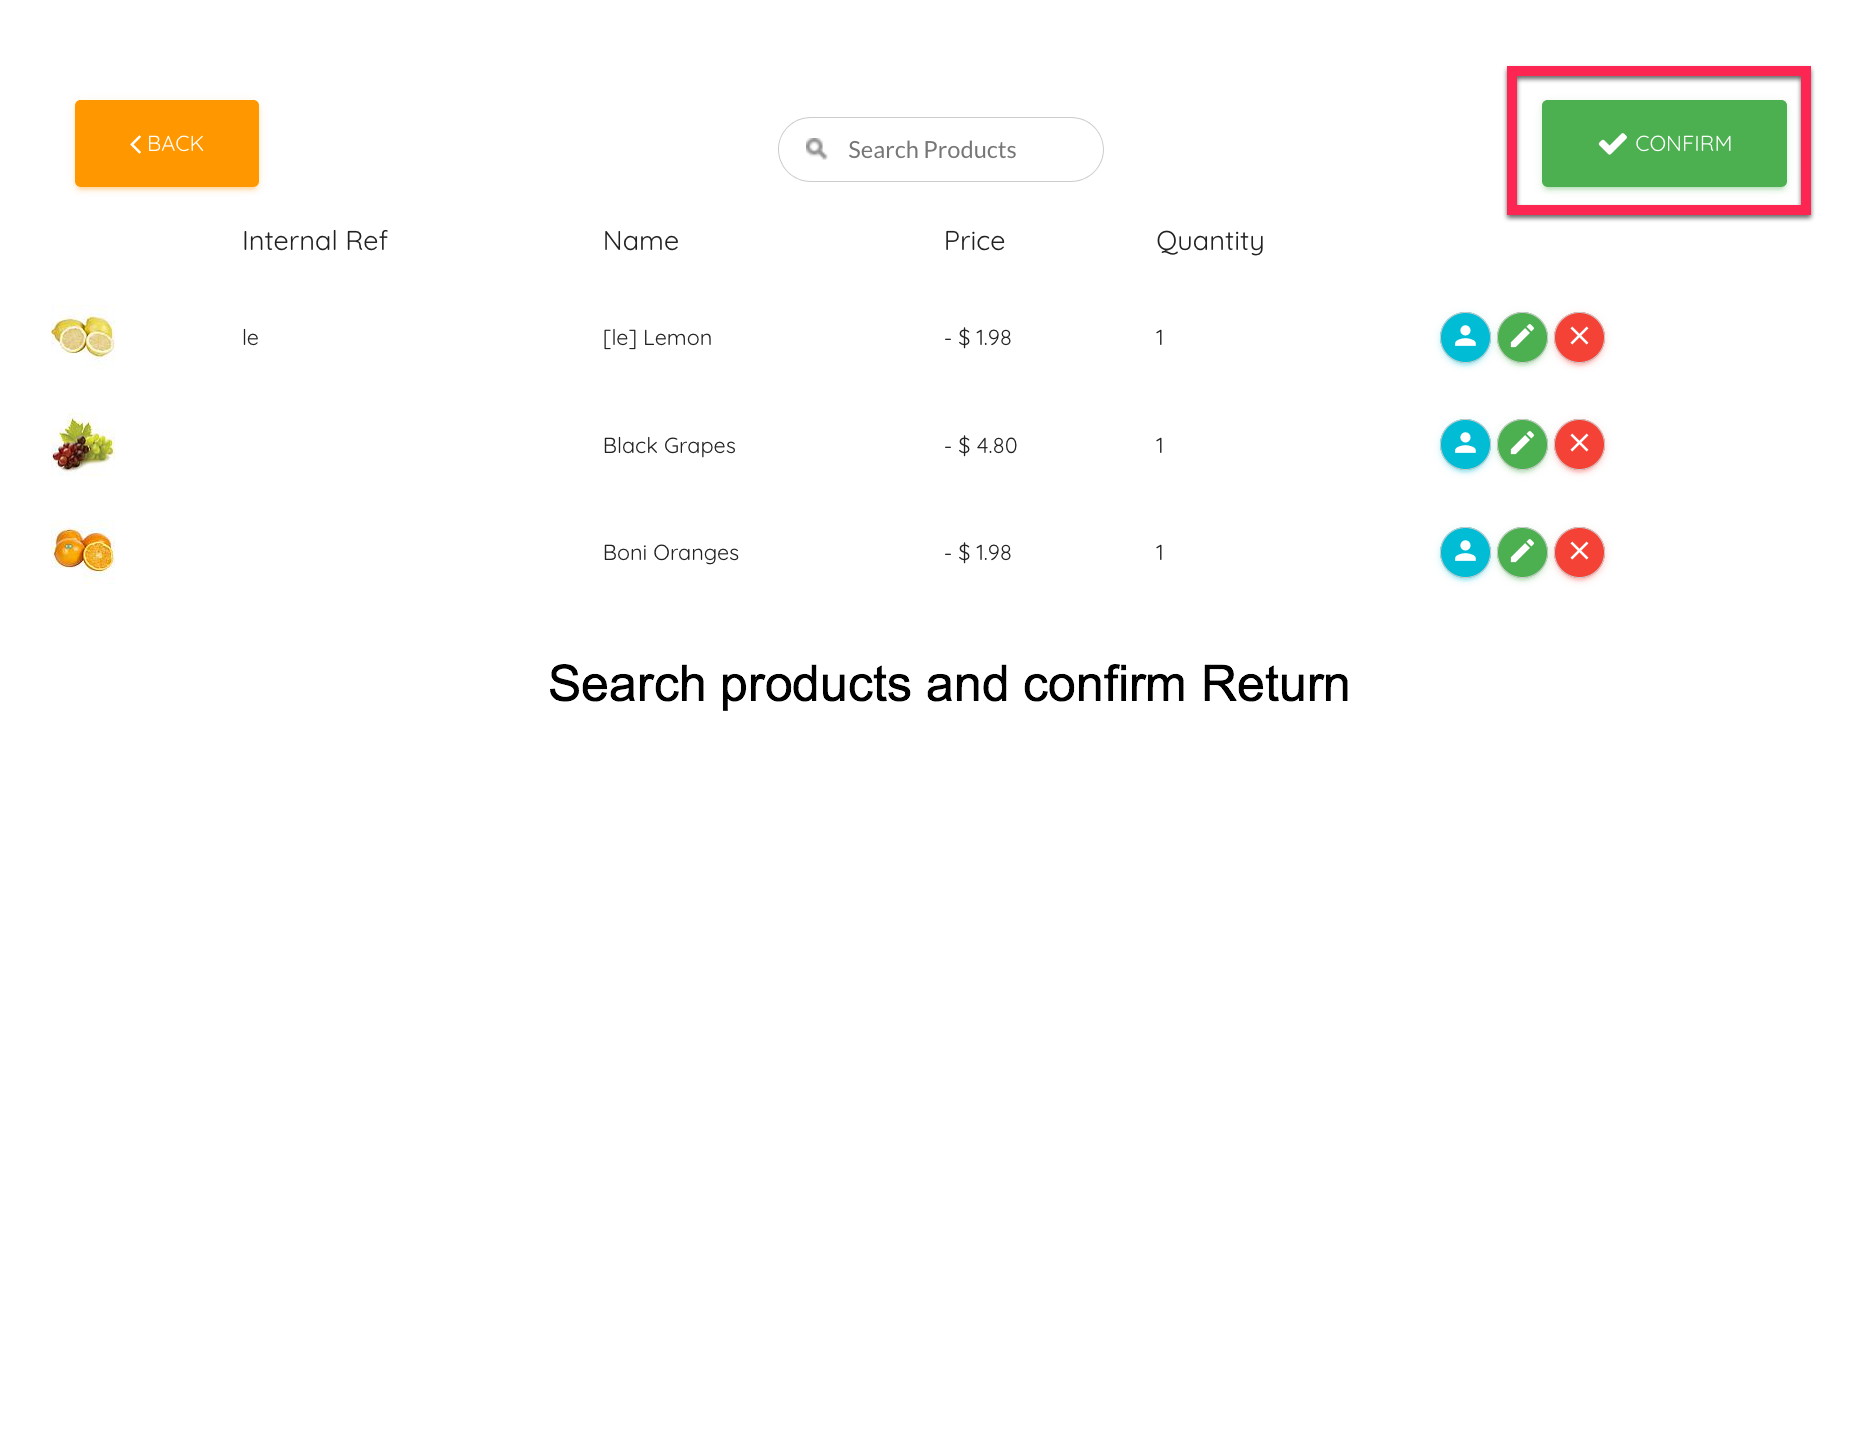 BACK
Search Products
CONFIRM
Internal Ref Name Price Quantity
le [le] Lemon - $ 1.98 1
Black Grapes - $ 4.80 1
Boni Oranges - $ 1.98 1
Search products and confirm Return